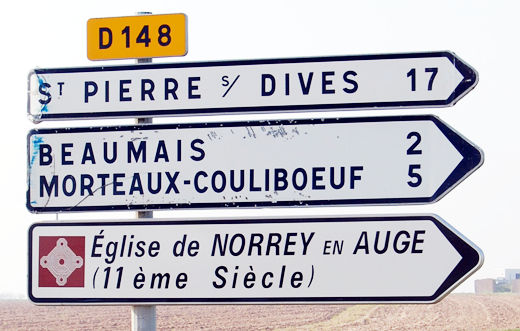 D148
ST PIERRE S/ DIVES 17
BEAUMAIS 2
MORTEAUX-COULIBOEUF 5
Église de NORREY EN AUGE
(11ème Siècle)